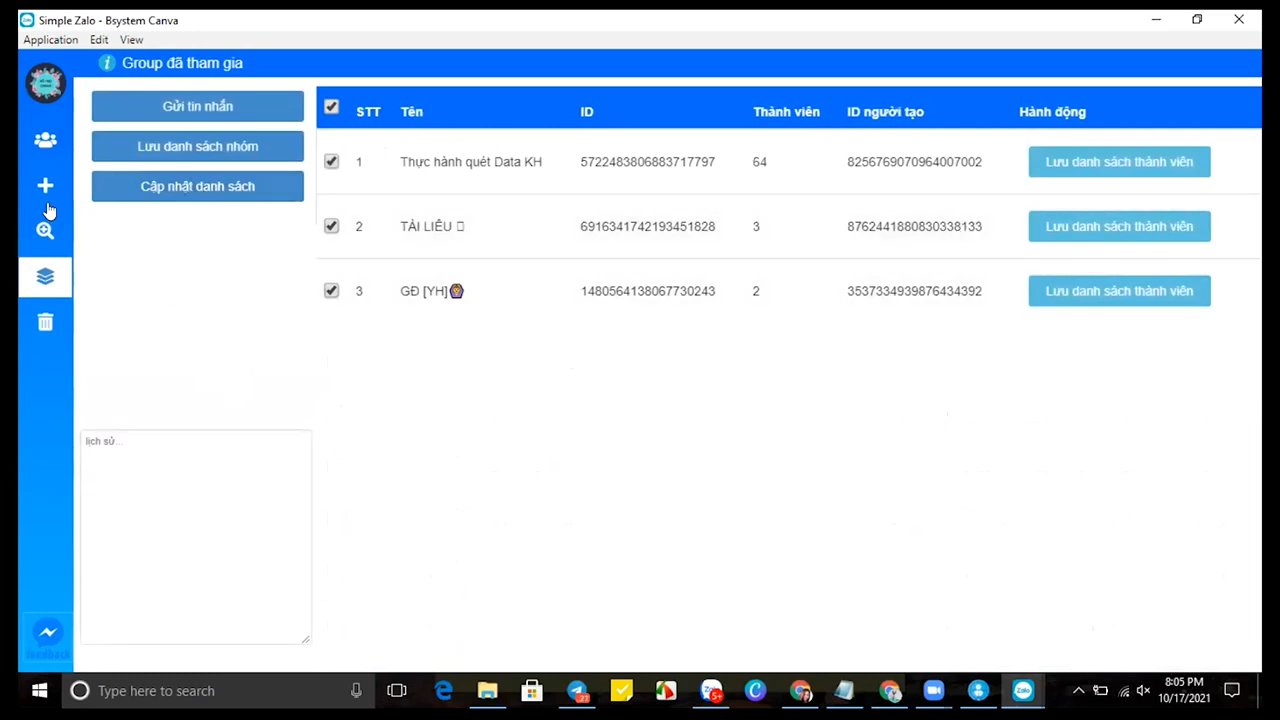 Simple Zalo - Bsystem Canva
Application Edit View
Group đã tham gia
Gửi tin nhắn
Lưu danh sách nhóm
Cập nhật danh sách
STT Tên ID Thành viên ID người tạo Hành động
1 Thực hành quét Data KH 5722483806883717797 64 8256769070964007002 Lưu danh sách thành viên
2 TÀI LIÊU 6916341742193451828 3 8762441880830338133 Lưu danh sách thành viên
3 GĐ [YH] 1480564138067730243 2 3537334939876434392 Lưu danh sách thành viên
lịch sử...
feedback
Type here to search
21
5+
8:05 PM
10/17/2021